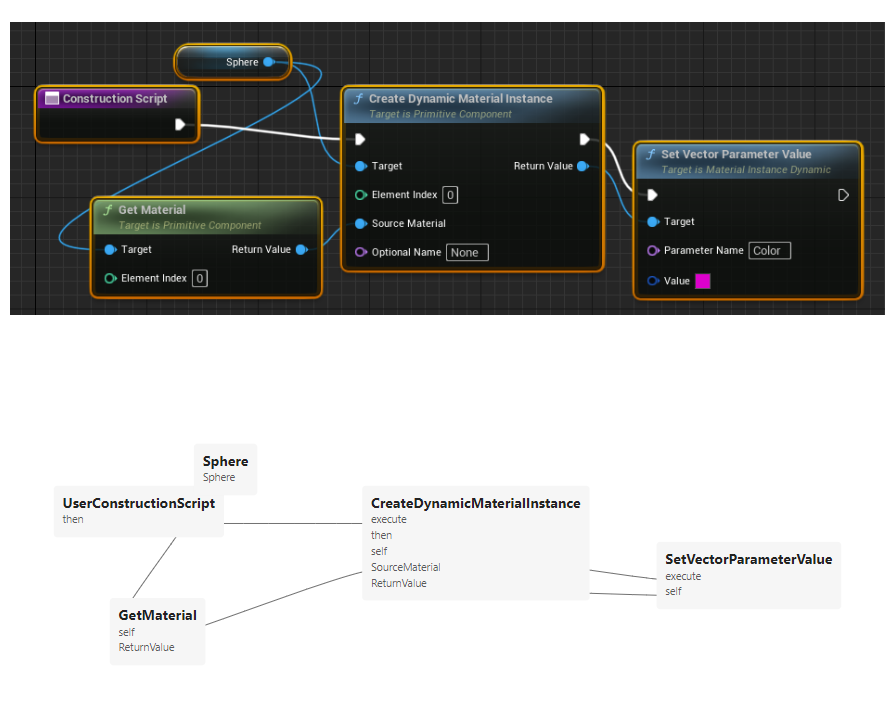 Sphere
Construction Script
Create Dynamic Material Instance
Target is Primitive Component
Target
Return Value
Element Index 0
Source Material
Optional Name None
Set Vector Parameter Value
Target is Material Instance Dynamic
Target
Parameter Name Color
Value
Get Material
Target is Primitive Component
Target
Return Value
Element Index 0
Sphere
Sphere
UserConstructionScript
then
CreateDynamicMaterialInstance
execute
then
self
SourceMaterial
ReturnValue
SetVectorParameterValue
execute
self
GetMaterial
self
ReturnValue